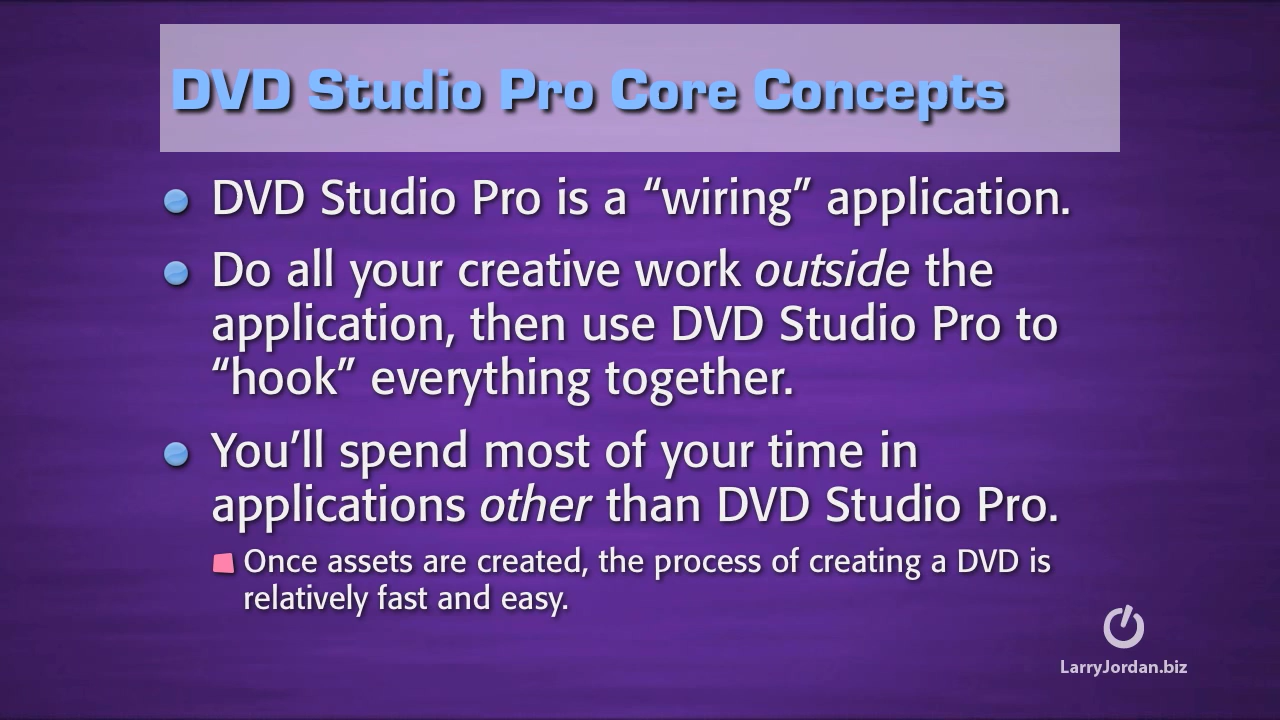 DVD Studio Pro Core Concepts
DVD Studio Pro is a “wiring” application.
Do all your creative work outside the
application, then use DVD Studio Pro to
“hook” everything together.
You’ll spend most of your time in
applications other than DVD Studio Pro.
Once assets are created, the process of creating a DVD is
relatively fast and easy.
LarryJordan.biz